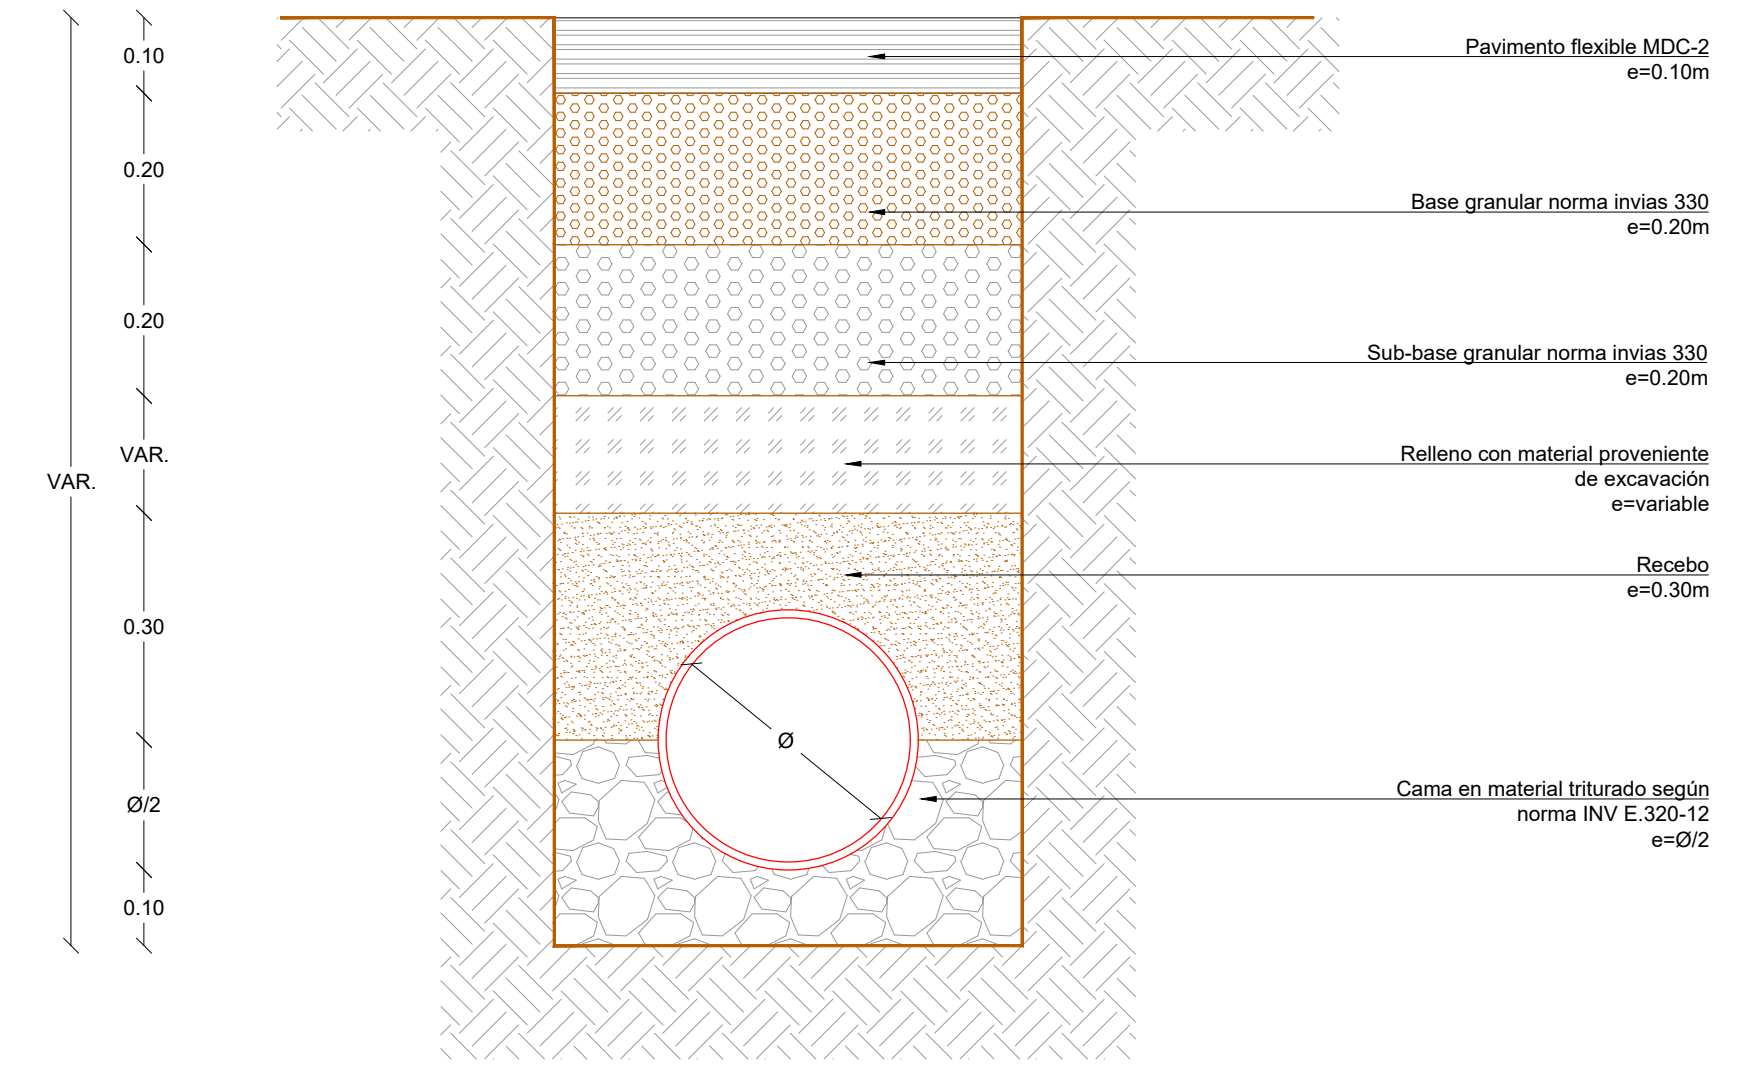 0.10
0.20
0.20
VAR.
VAR.
0.30
Ø/2
0.10
Ø
Pavimento flexible MDC-2
e=0.10m
Base granular norma invias 330
e=0.20m
Sub-base granular norma invias 330
e=0.20m
Relleno con material proveniente
de excavación
e=variable
Recebo
e=0.30m
Cama en material triturado según
norma INV E.320-12
e=Ø/2